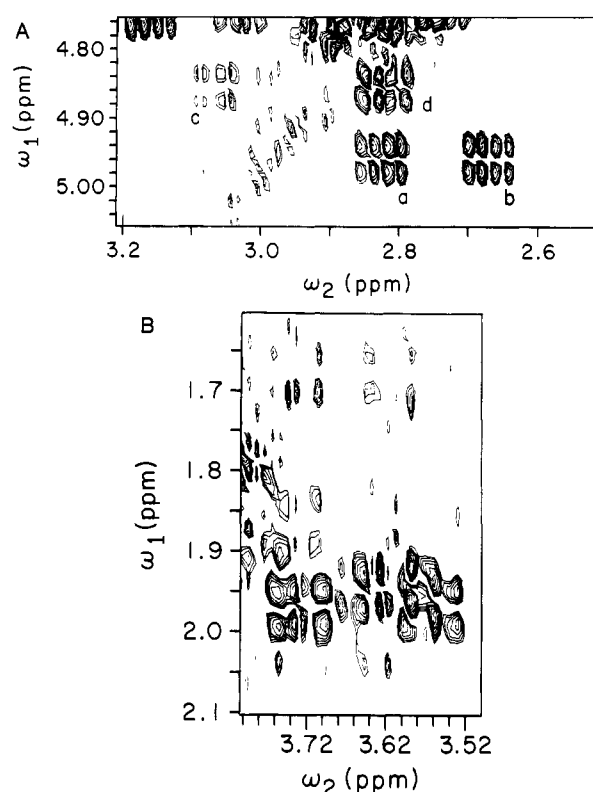 A
ω₁ (ppm)
4.80
4.90
5.00
c
d
a
b
3.2
3.0
2.8
2.6
ω₂ (ppm)
B
ω₁ (ppm)
1.7
1.8
1.9
2.0
2.1
3.72
3.62
3.52
ω₂ (ppm)